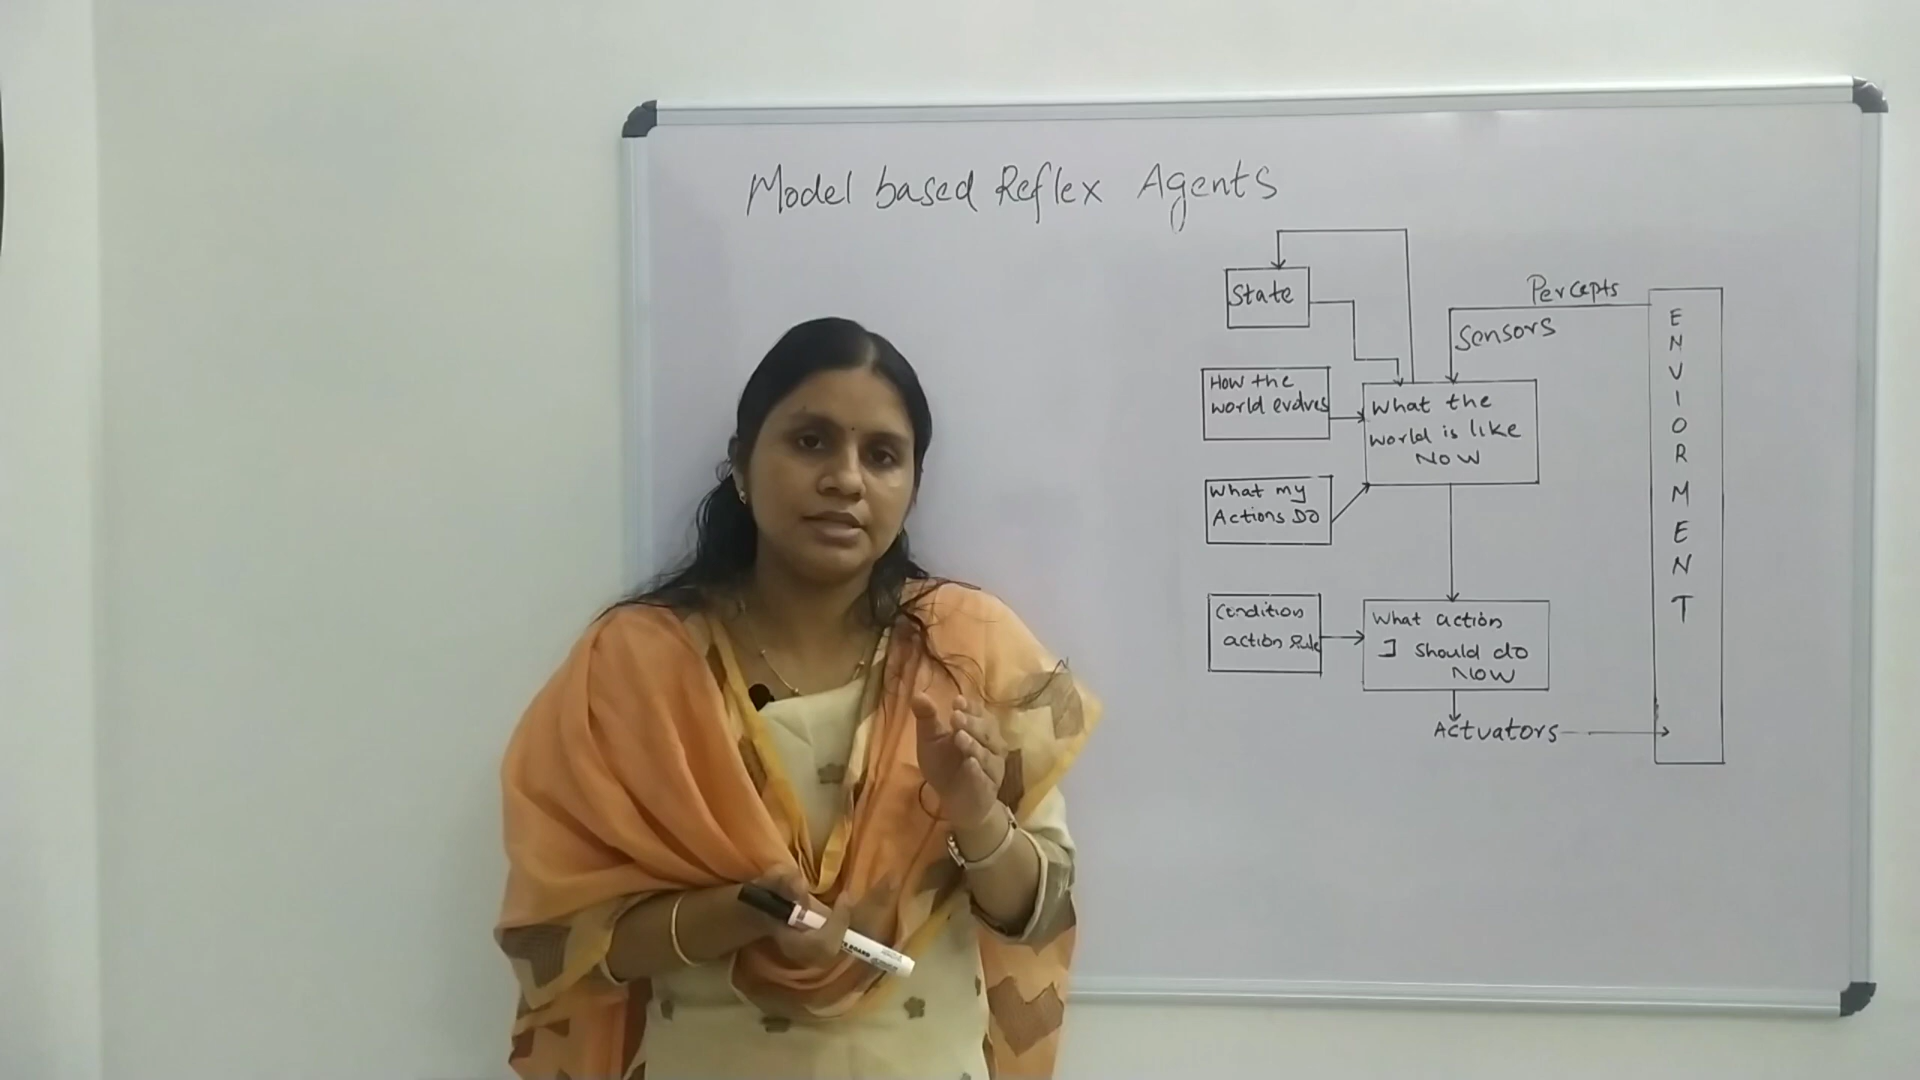 Model based Reflex Agents
State
Percepts
Sensors
How the
world evolves
What the
world is like
NOW
What my
Actions DO
Condition
action Rule
What action
I should do
NOW
Actuators
ENVIORMENT